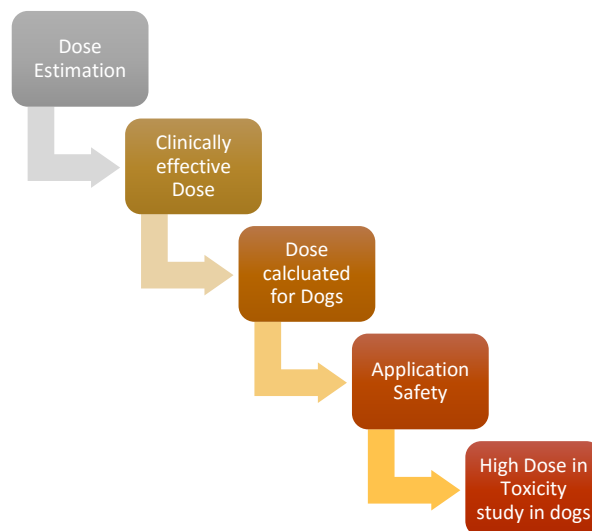 Dose
Estimation
Clinically
effective
Dose
Dose
calcluated
for Dogs
Application
Safety
High Dose in
Toxicity
study in dogs